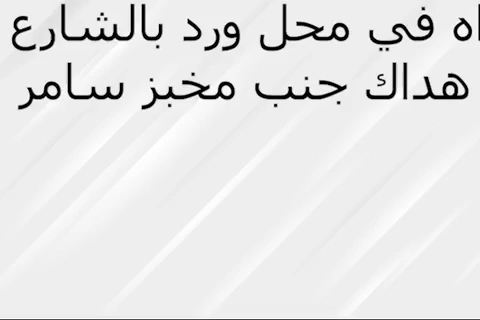 اه في محل ورد بالشارع
هداك جنب مخبز سامر